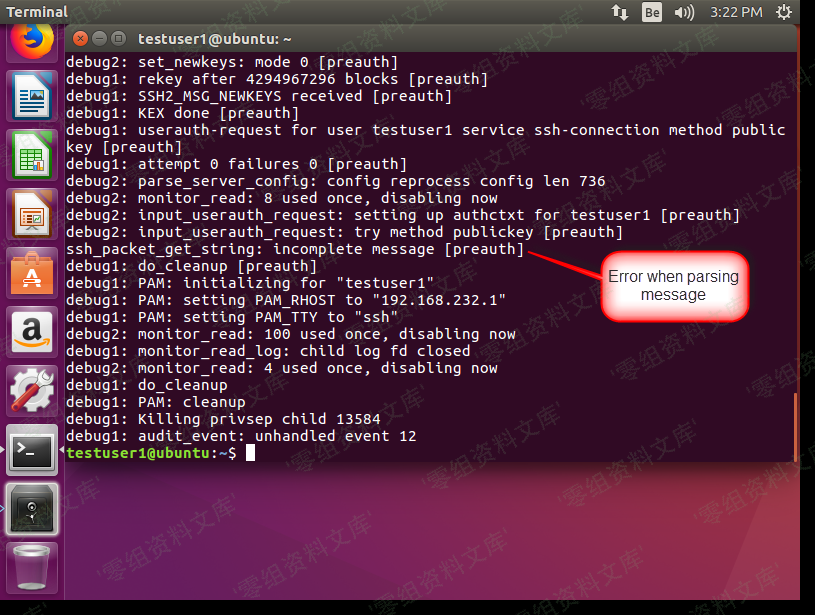 Terminal
Be
3:22 PM
testuser1@ubuntu: ~
debug2: set_newkeys: mode 0 [preauth]
debug1: rekey after 4294967296 blocks [preauth]
debug1: SSH2_MSG_NEWKEYS received [preauth]
debug1: KEX done [preauth]
debug1: userauth-request for user testuser1 service ssh-connection method public
key [preauth]
debug1: attempt 0 failures 0 [preauth]
debug2: parse_server_config: config reprocess config len 736
debug2: monitor_read: 8 used once, disabling now
debug2: input_userauth_request: setting up authctxt for testuser1 [preauth]
debug2: input_userauth_request: try method publickey [preauth]
ssh_packet_get_string: incomplete message [preauth]
debug1: do_cleanup [preauth]
debug1: PAM: initializing for "testuser1"
debug1: PAM: setting PAM_RHOST to "192.168.232.1"
debug1: PAM: setting PAM_TTY to "ssh"
debug2: monitor_read: 100 used once, disabling now
debug1: monitor_read_log: child log fd closed
debug2: monitor_read: 4 used once, disabling now
debug1: do_cleanup
debug1: PAM: cleanup
debug1: Killing privsep child 13584
debug1: audit_event: unhandled event 12
testuser1@ubuntu:~$
Error when parsing
message
'零组资料文库'